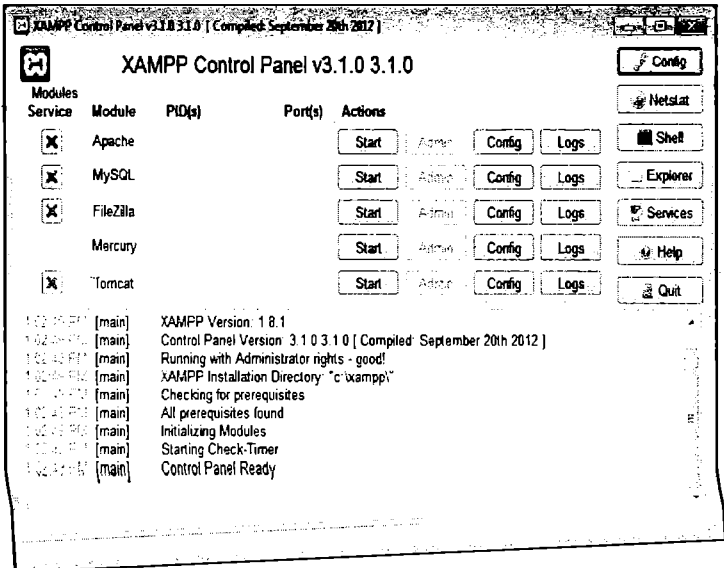 XAMPP Control Panel v3.1.0 3.1.0 [ Compiled: September 20th 2012 ]
XAMPP Control Panel v3.1.0 3.1.0
Config
Modules
Service Module PID(s) Port(s) Actions
Netstat
Apache Start Admin Config Logs
Shell
MySQL Start Admin Config Logs
Explorer
FileZilla Start Admin Config Logs
Services
Mercury Start Admin Config Logs
Help
Tomcat Start Admin Config Logs
Quit
[main] XAMPP Version: 1.8.1
[main] Control Panel Version: 3.1.0 3.1.0 [ Compiled: September 20th 2012 ]
[main] Running with Administrator rights - good!
[main] XAMPP Installation Directory: "c:\xampp\"
[main] Checking for prerequisites
[main] All prerequisites found
[main] Initializing Modules
[main] Starting Check-Timer
[main] Control Panel Ready